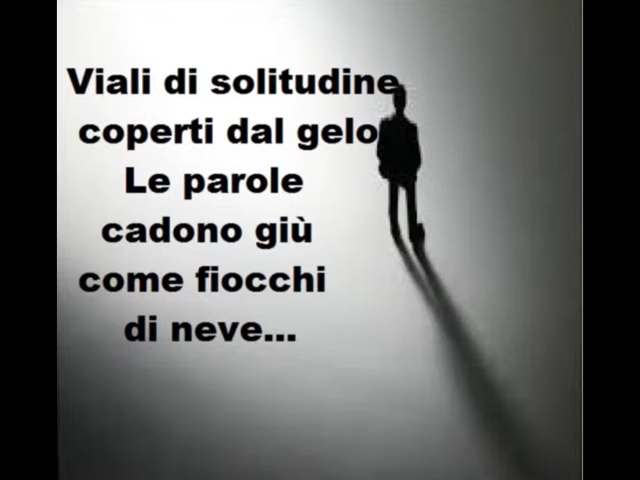 Viali di solitudine
coperti dal gelo
Le parole
cadono giù
come fiocchi
di neve...